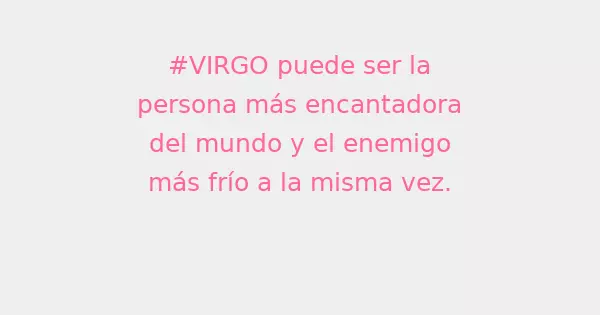 #VIRGO puede ser la
persona más encantadora
del mundo y el enemigo
más frío a la misma vez.